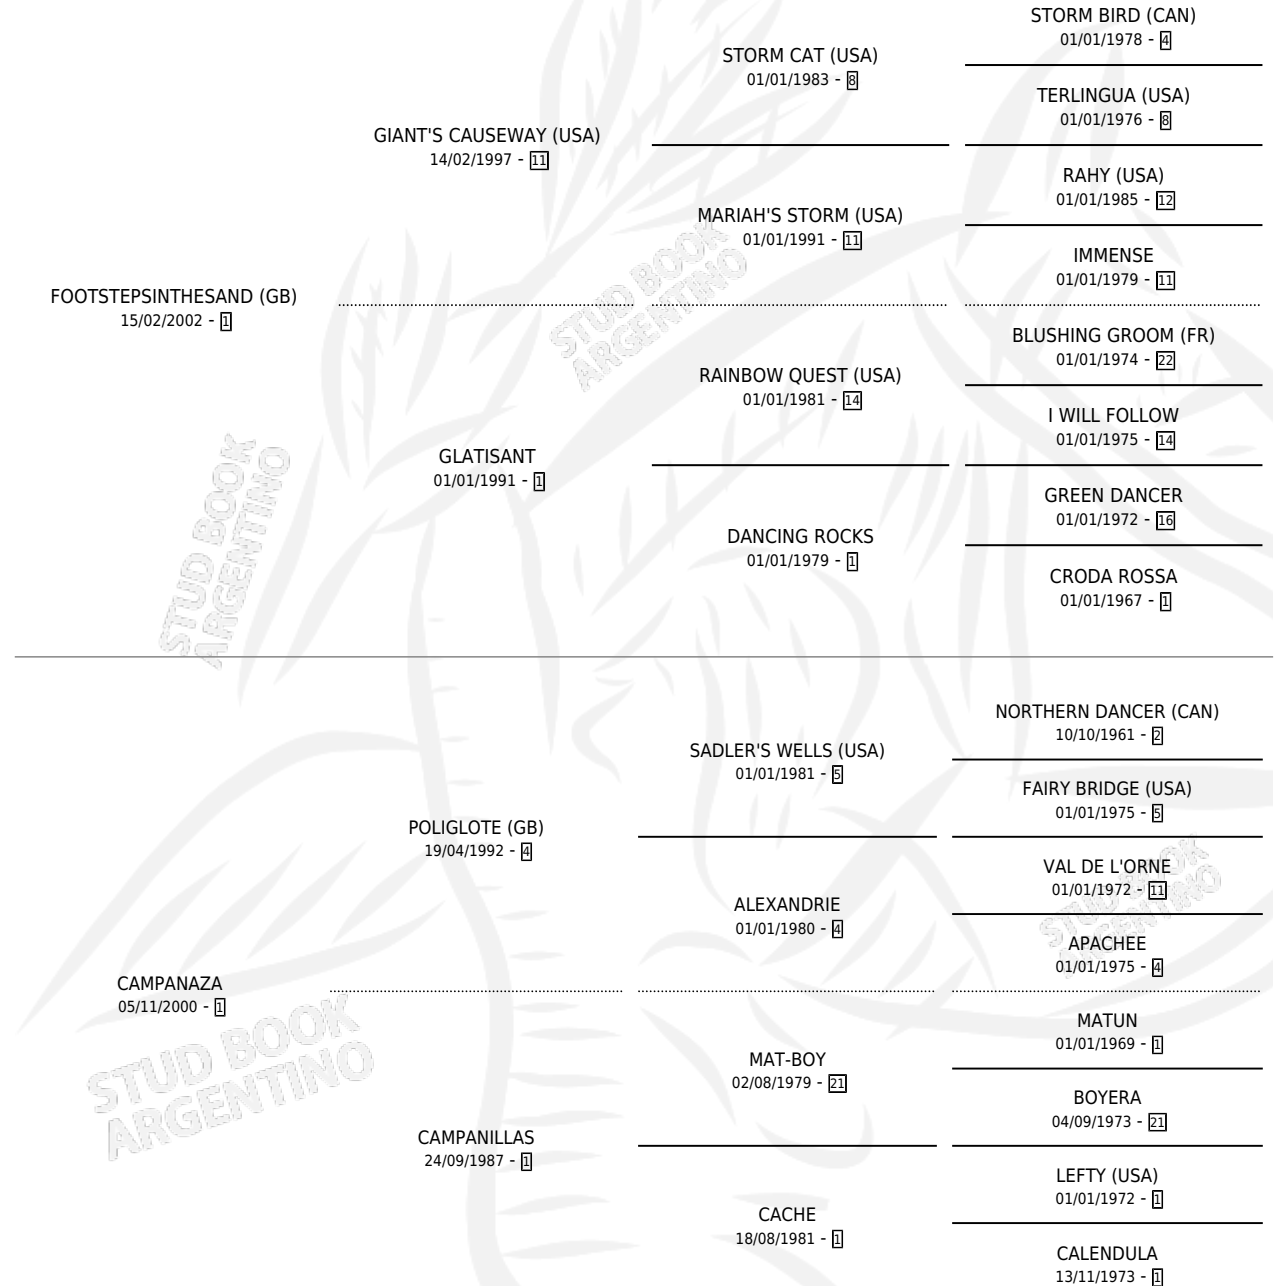 STORM BIRD (CAN)
01/01/1978 - 4
STORM CAT (USA)
01/01/1983 - 8
TERLINGUA (USA)
01/01/1976 - 8
GIANT'S CAUSEWAY (USA)
14/02/1997 - 11
RAHY (USA)
01/01/1985 - 12
MARIAH'S STORM (USA)
01/01/1991 - 11
IMMENSE
01/01/1979 - 11
FOOTSTEPSINTHESAND (GB)
15/02/2002 - 1
BLUSHING GROOM (FR)
01/01/1974 - 22
RAINBOW QUEST (USA)
01/01/1981 - 14
I WILL FOLLOW
01/01/1975 - 14
GLATISANT
01/01/1991 - 1
GREEN DANCER
01/01/1972 - 16
DANCING ROCKS
01/01/1979 - 1
CRODA ROSSA
01/01/1967 - 1
NORTHERN DANCER (CAN)
10/10/1961 - 2
SADLER'S WELLS (USA)
01/01/1981 - 5
FAIRY BRIDGE (USA)
01/01/1975 - 5
POLIGLOTE (GB)
19/04/1992 - 4
VAL DE L'ORNE
01/01/1972 - 11
ALEXANDRIE
01/01/1980 - 4
APACHEE
01/01/1975 - 4
CAMPANAZA
05/11/2000 - 1
MATUN
01/01/1969 - 1
MAT-BOY
02/08/1979 - 21
BOYERA
04/09/1973 - 21
CAMPANILLAS
24/09/1987 - 1
LEFTY (USA)
01/01/1972 - 1
CACHE
18/08/1981 - 1
CALENDULA
13/11/1973 - 1
STUD BOOK
ARGENTINO
STUD BOOK
ARGENTINO
STUD BOOK
ARGENTINO
STUD BOOK
ARGENTINO